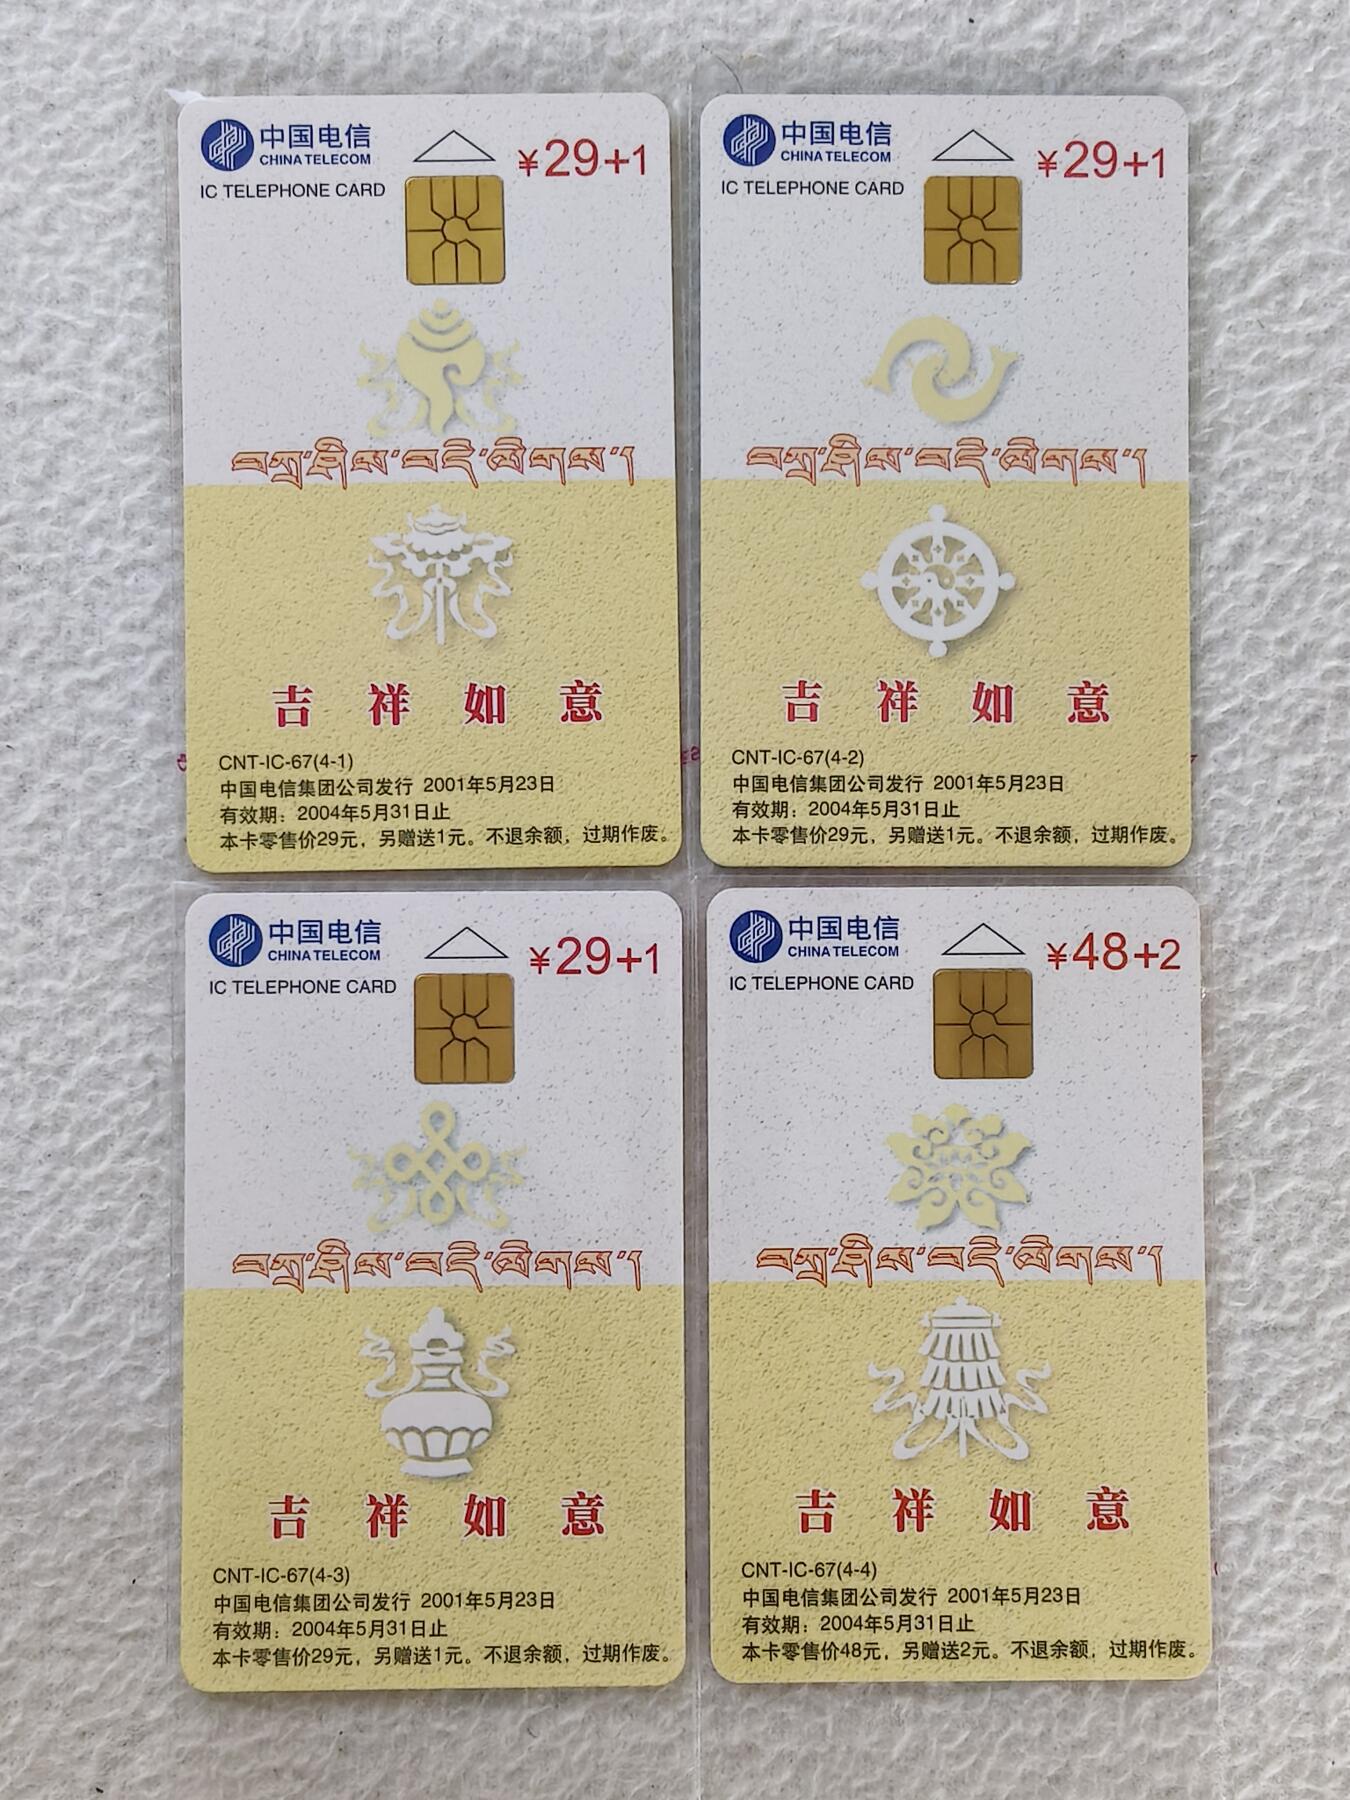 中国电信
CHINA TELECOM
IC TELEPHONE CARD
¥29+1
བཀྲ་ཤིས་བདེ་ལེགས་།
吉祥如意
CNT-IC-67(4-1)
中国电信集团公司发行 2001年5月23日
有效期：2004年5月31日止
本卡零售价29元，另赠送1元。不退余额，过期作废。
中国电信
CHINA TELECOM
IC TELEPHONE CARD
¥29+1
བཀྲ་ཤིས་བདེ་ལེགས་།
吉祥如意
CNT-IC-67(4-2)
中国电信集团公司发行 2001年5月23日
有效期：2004年5月31日止
本卡零售价29元，另赠送1元。不退余额，过期作废。
中国电信
CHINA TELECOM
IC TELEPHONE CARD
¥29+1
བཀྲ་ཤིས་བདེ་ལེགས་།
吉祥如意
CNT-IC-67(4-3)
中国电信集团公司发行 2001年5月23日
有效期：2004年5月31日止
本卡零售价29元，另赠送1元。不退余额，过期作废。
中国电信
CHINA TELECOM
IC TELEPHONE CARD
¥48+2
བཀྲ་ཤིས་བདེ་ལེགས་།
吉祥如意
CNT-IC-67(4-4)
中国电信集团公司发行 2001年5月23日
有效期：2004年5月31日止
本卡零售价48元，另赠送2元。不退余额，过期作废。